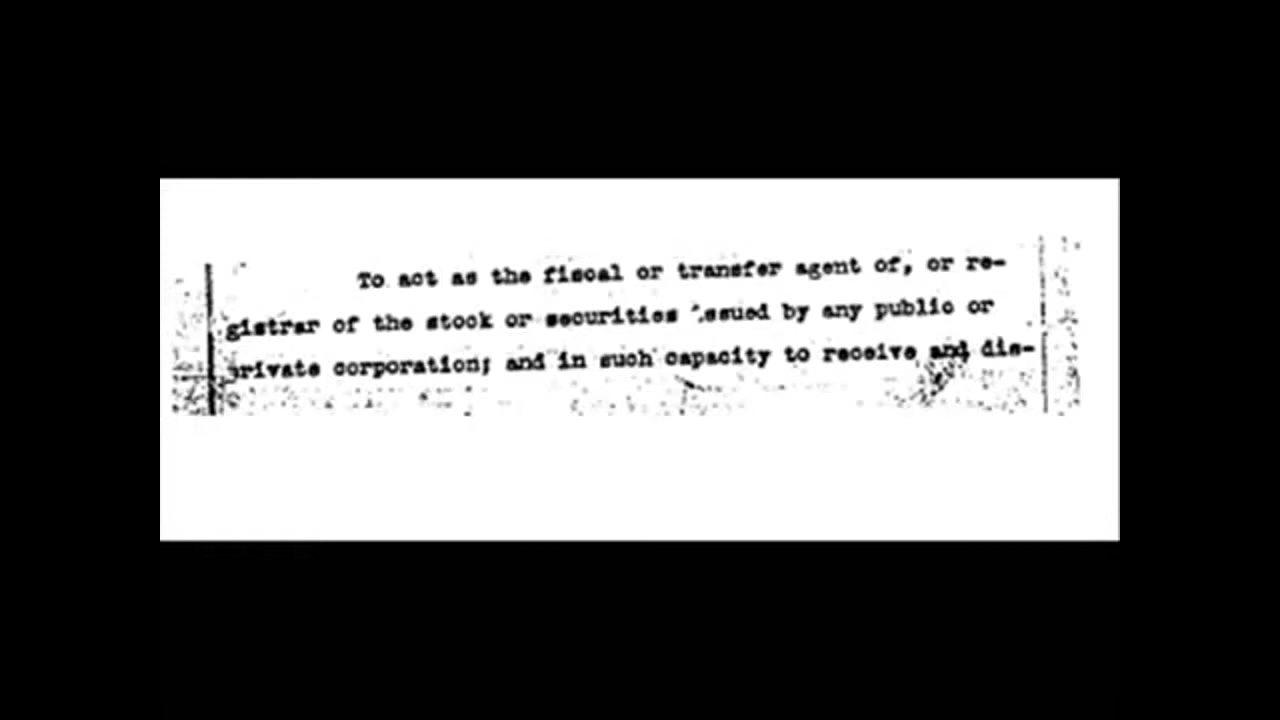 To act as the fiscal or transfer agent of, or re-
gistrar of the stock or securities issued by any public or
private corporation; and in such capacity to receive and dis-